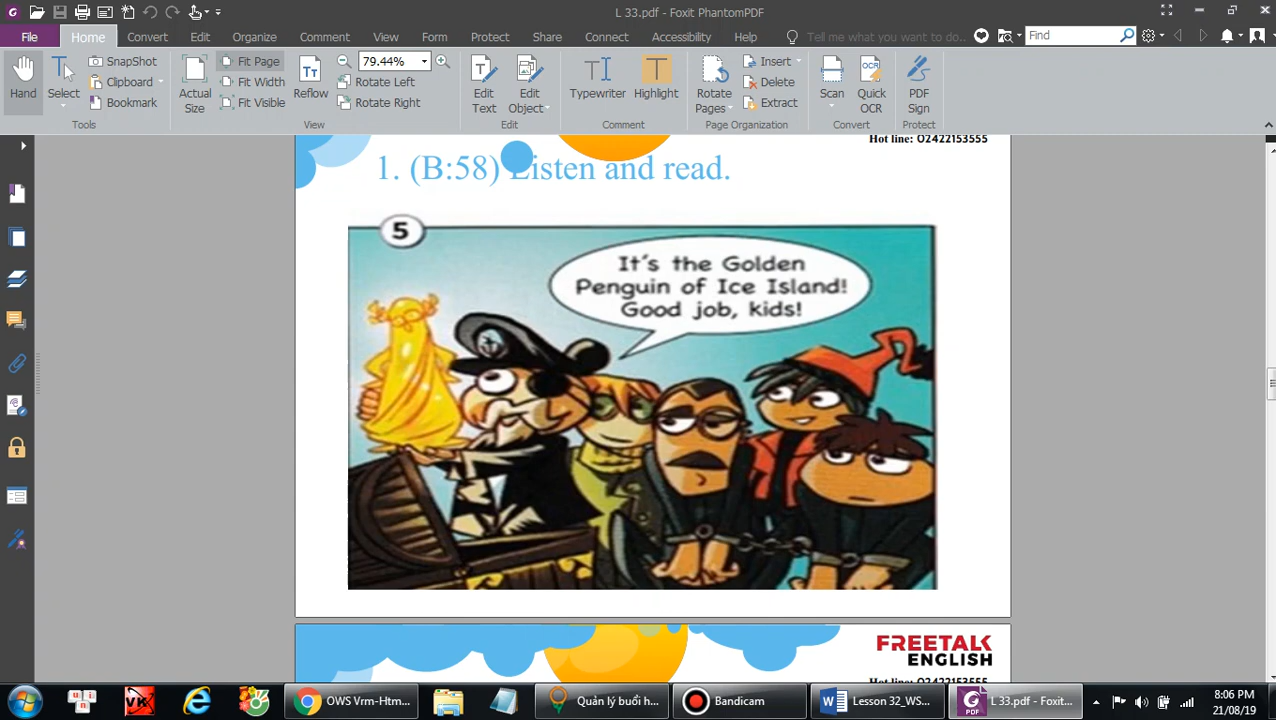 L 33.pdf - Foxit PhantomPDF
File Home Convert Edit Organize Comment View Form Protect Share Connect Accessibility Help Tell me what you want to do... Find
Hand
Select
SnapShot
Clipboard
Bookmark
Tools
Actual
Size
Fit Page
Fit Width
Fit Visible
Reflow
79.44%
Rotate Left
Rotate Right
View
Edit
Text
Edit
Object
Edit
Typewriter
Highlight
Comment
Rotate
Pages
Insert
Delete
Extract
Page Organization
Scan
Quick
OCR
Convert
PDF
Sign
Protect
Hot line: 02422153555
1. (B:58) Listen and read.
5
It's the Golden
Penguin of Ice Island!
Good job, kids!
FREETALK
ENGLISH
Hot line: 02422153555
OWS Vrm-Htm...
Quản lý buổi h...
Bandicam
Lesson 32_WS...
L 33.pdf - Foxit...
8:06 PM
21/08/19